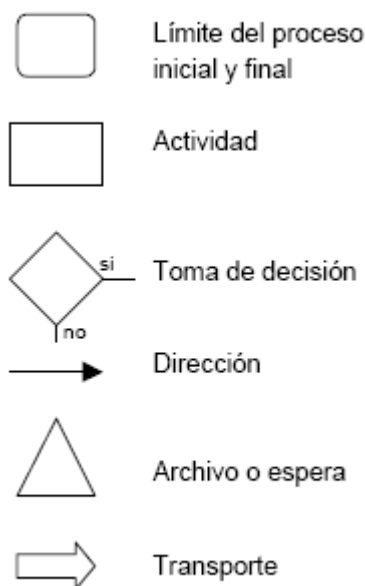 Límite del proceso
inicial y final
Actividad
si
Toma de decisión
no
Dirección
Archivo o espera
Transporte